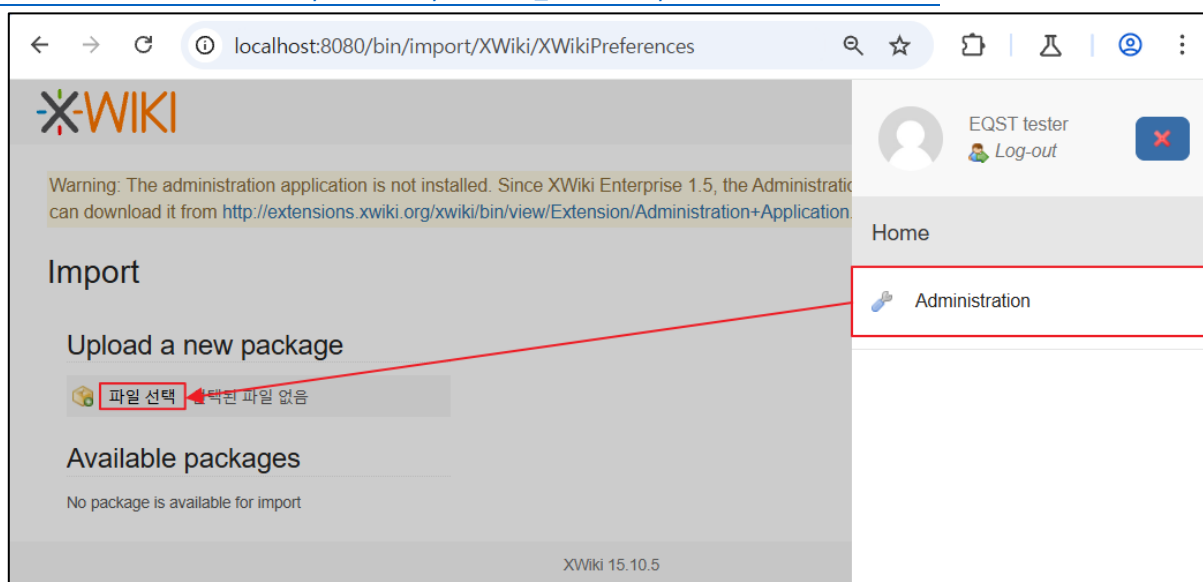 localhost:8080/bin/import/XWiki/XWikiPreferences
X-WIKI
EQST tester
Log-out
Warning: The administration application is not installed. Since XWiki Enterprise 1.5, the Administratio
can download it from http://extensions.xwiki.org/xwiki/bin/view/Extension/Administration+Application.
Home
Import
Administration
Upload a new package
파일 선택 선택된 파일 없음
Available packages
No package is available for import
XWiki 15.10.5